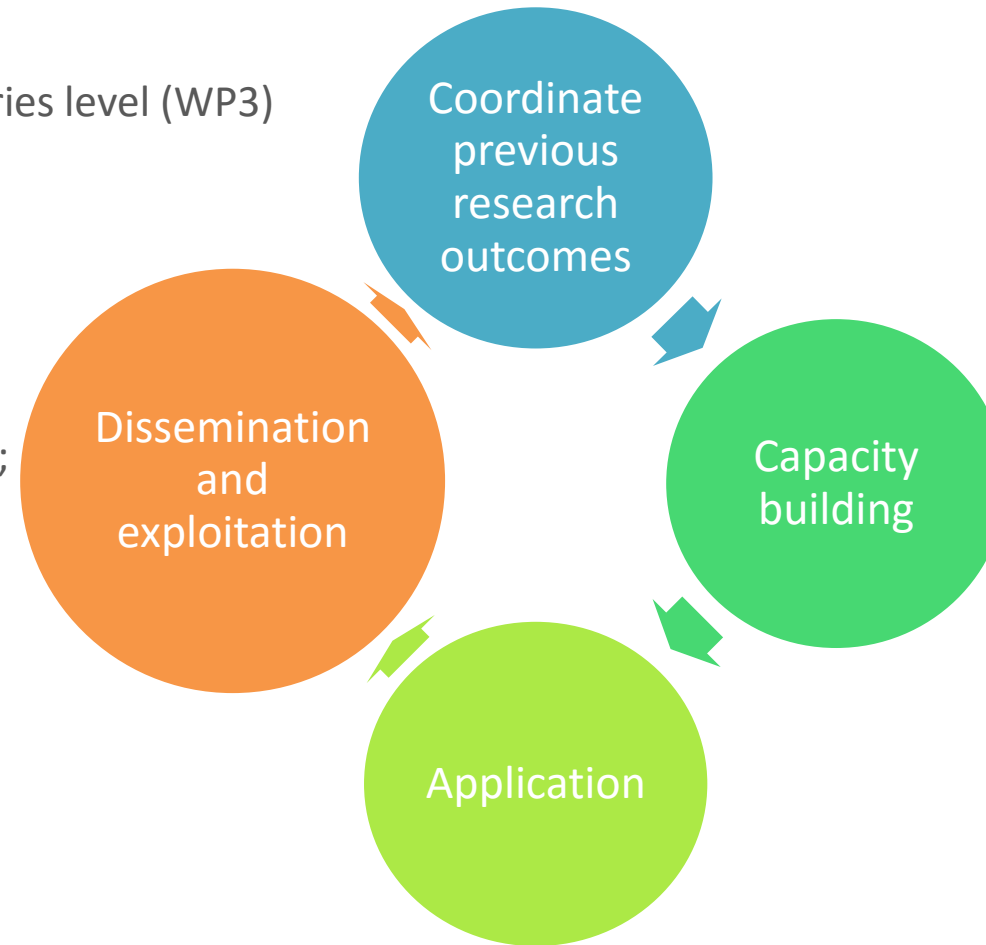 ries level (WP3)
Coordinate
previous
research
outcomes
Dissemination
and
exploitation
;
Capacity
building
Application